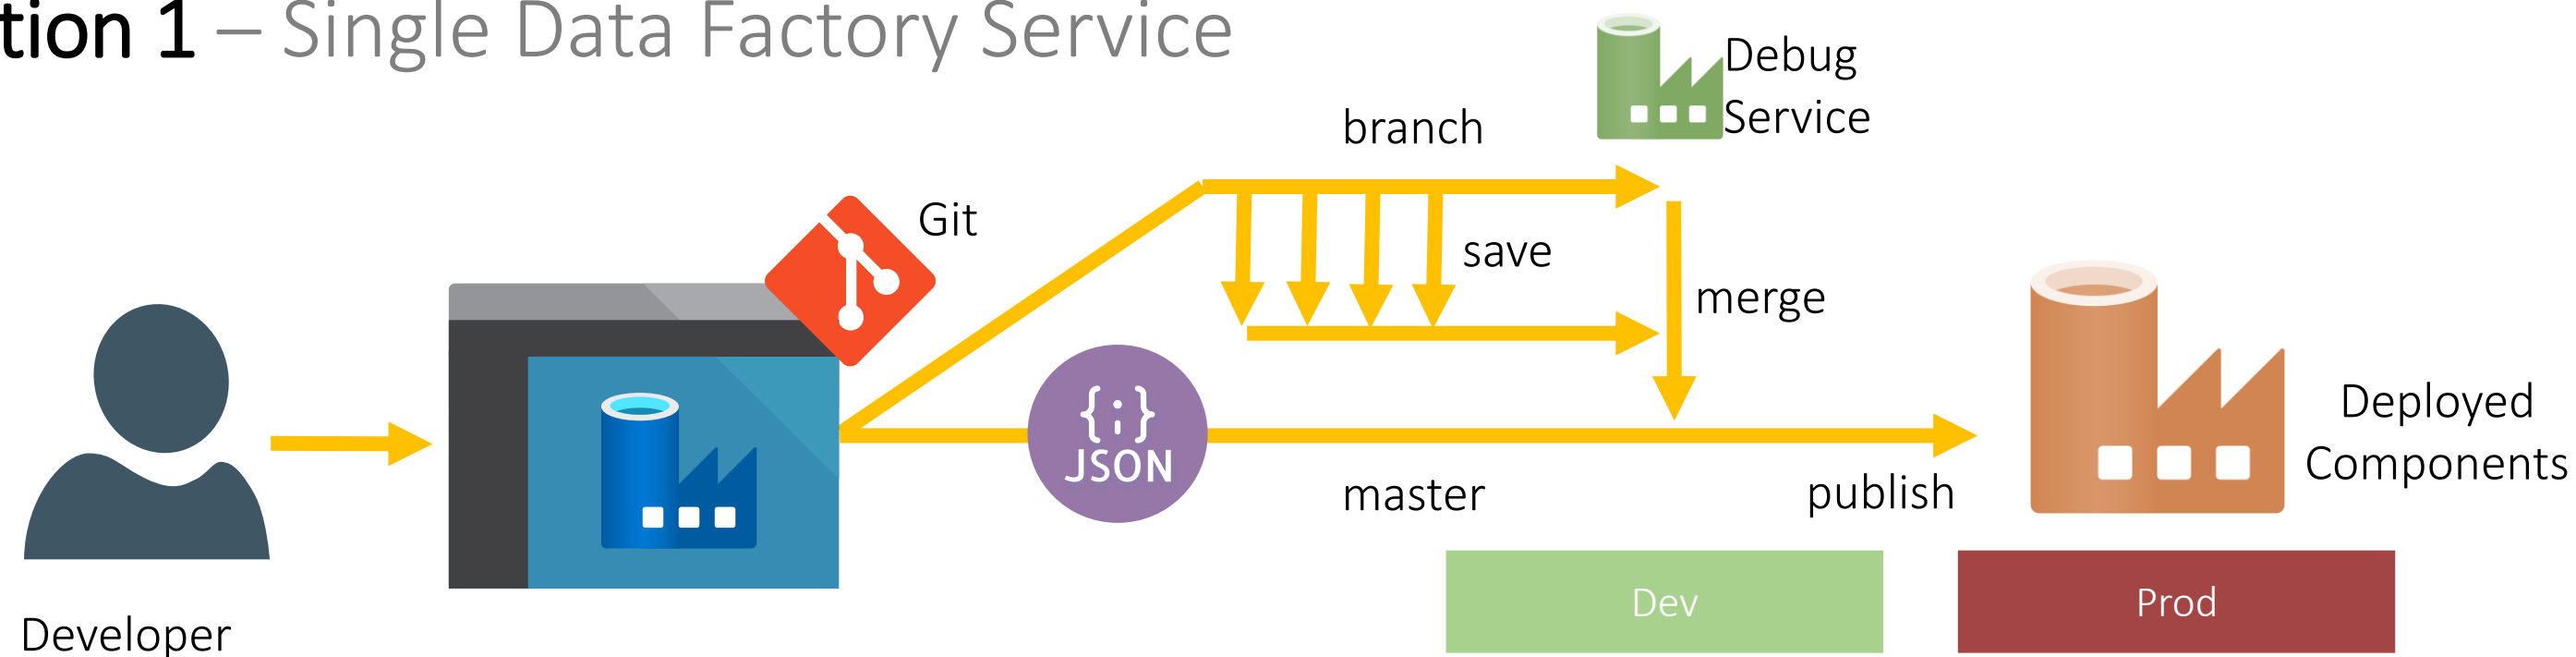 tion 1 – Single Data Factory Service
Debug
Service
branch
Git
save
merge
{;}
JSON
Deployed
Components
master
publish
Dev
Prod
Developer